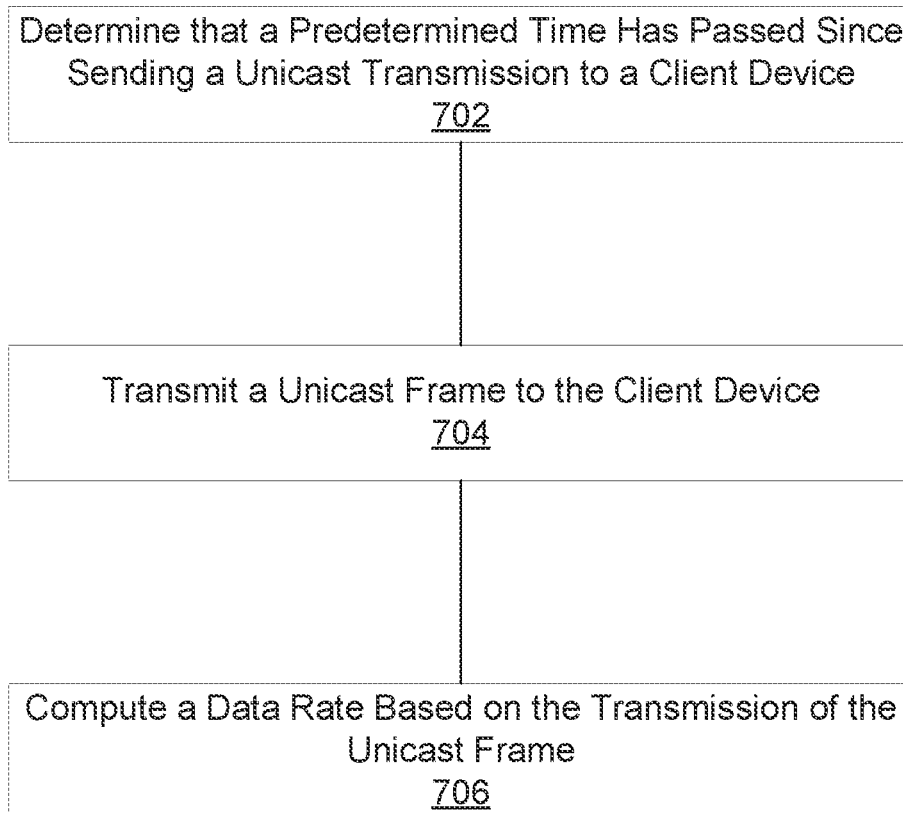 Determine that a Predetermined Time Has Passed Since
Sending a Unicast Transmission to a Client Device
702
Transmit a Unicast Frame to the Client Device
704
Compute a Data Rate Based on the Transmission of the
Unicast Frame
706